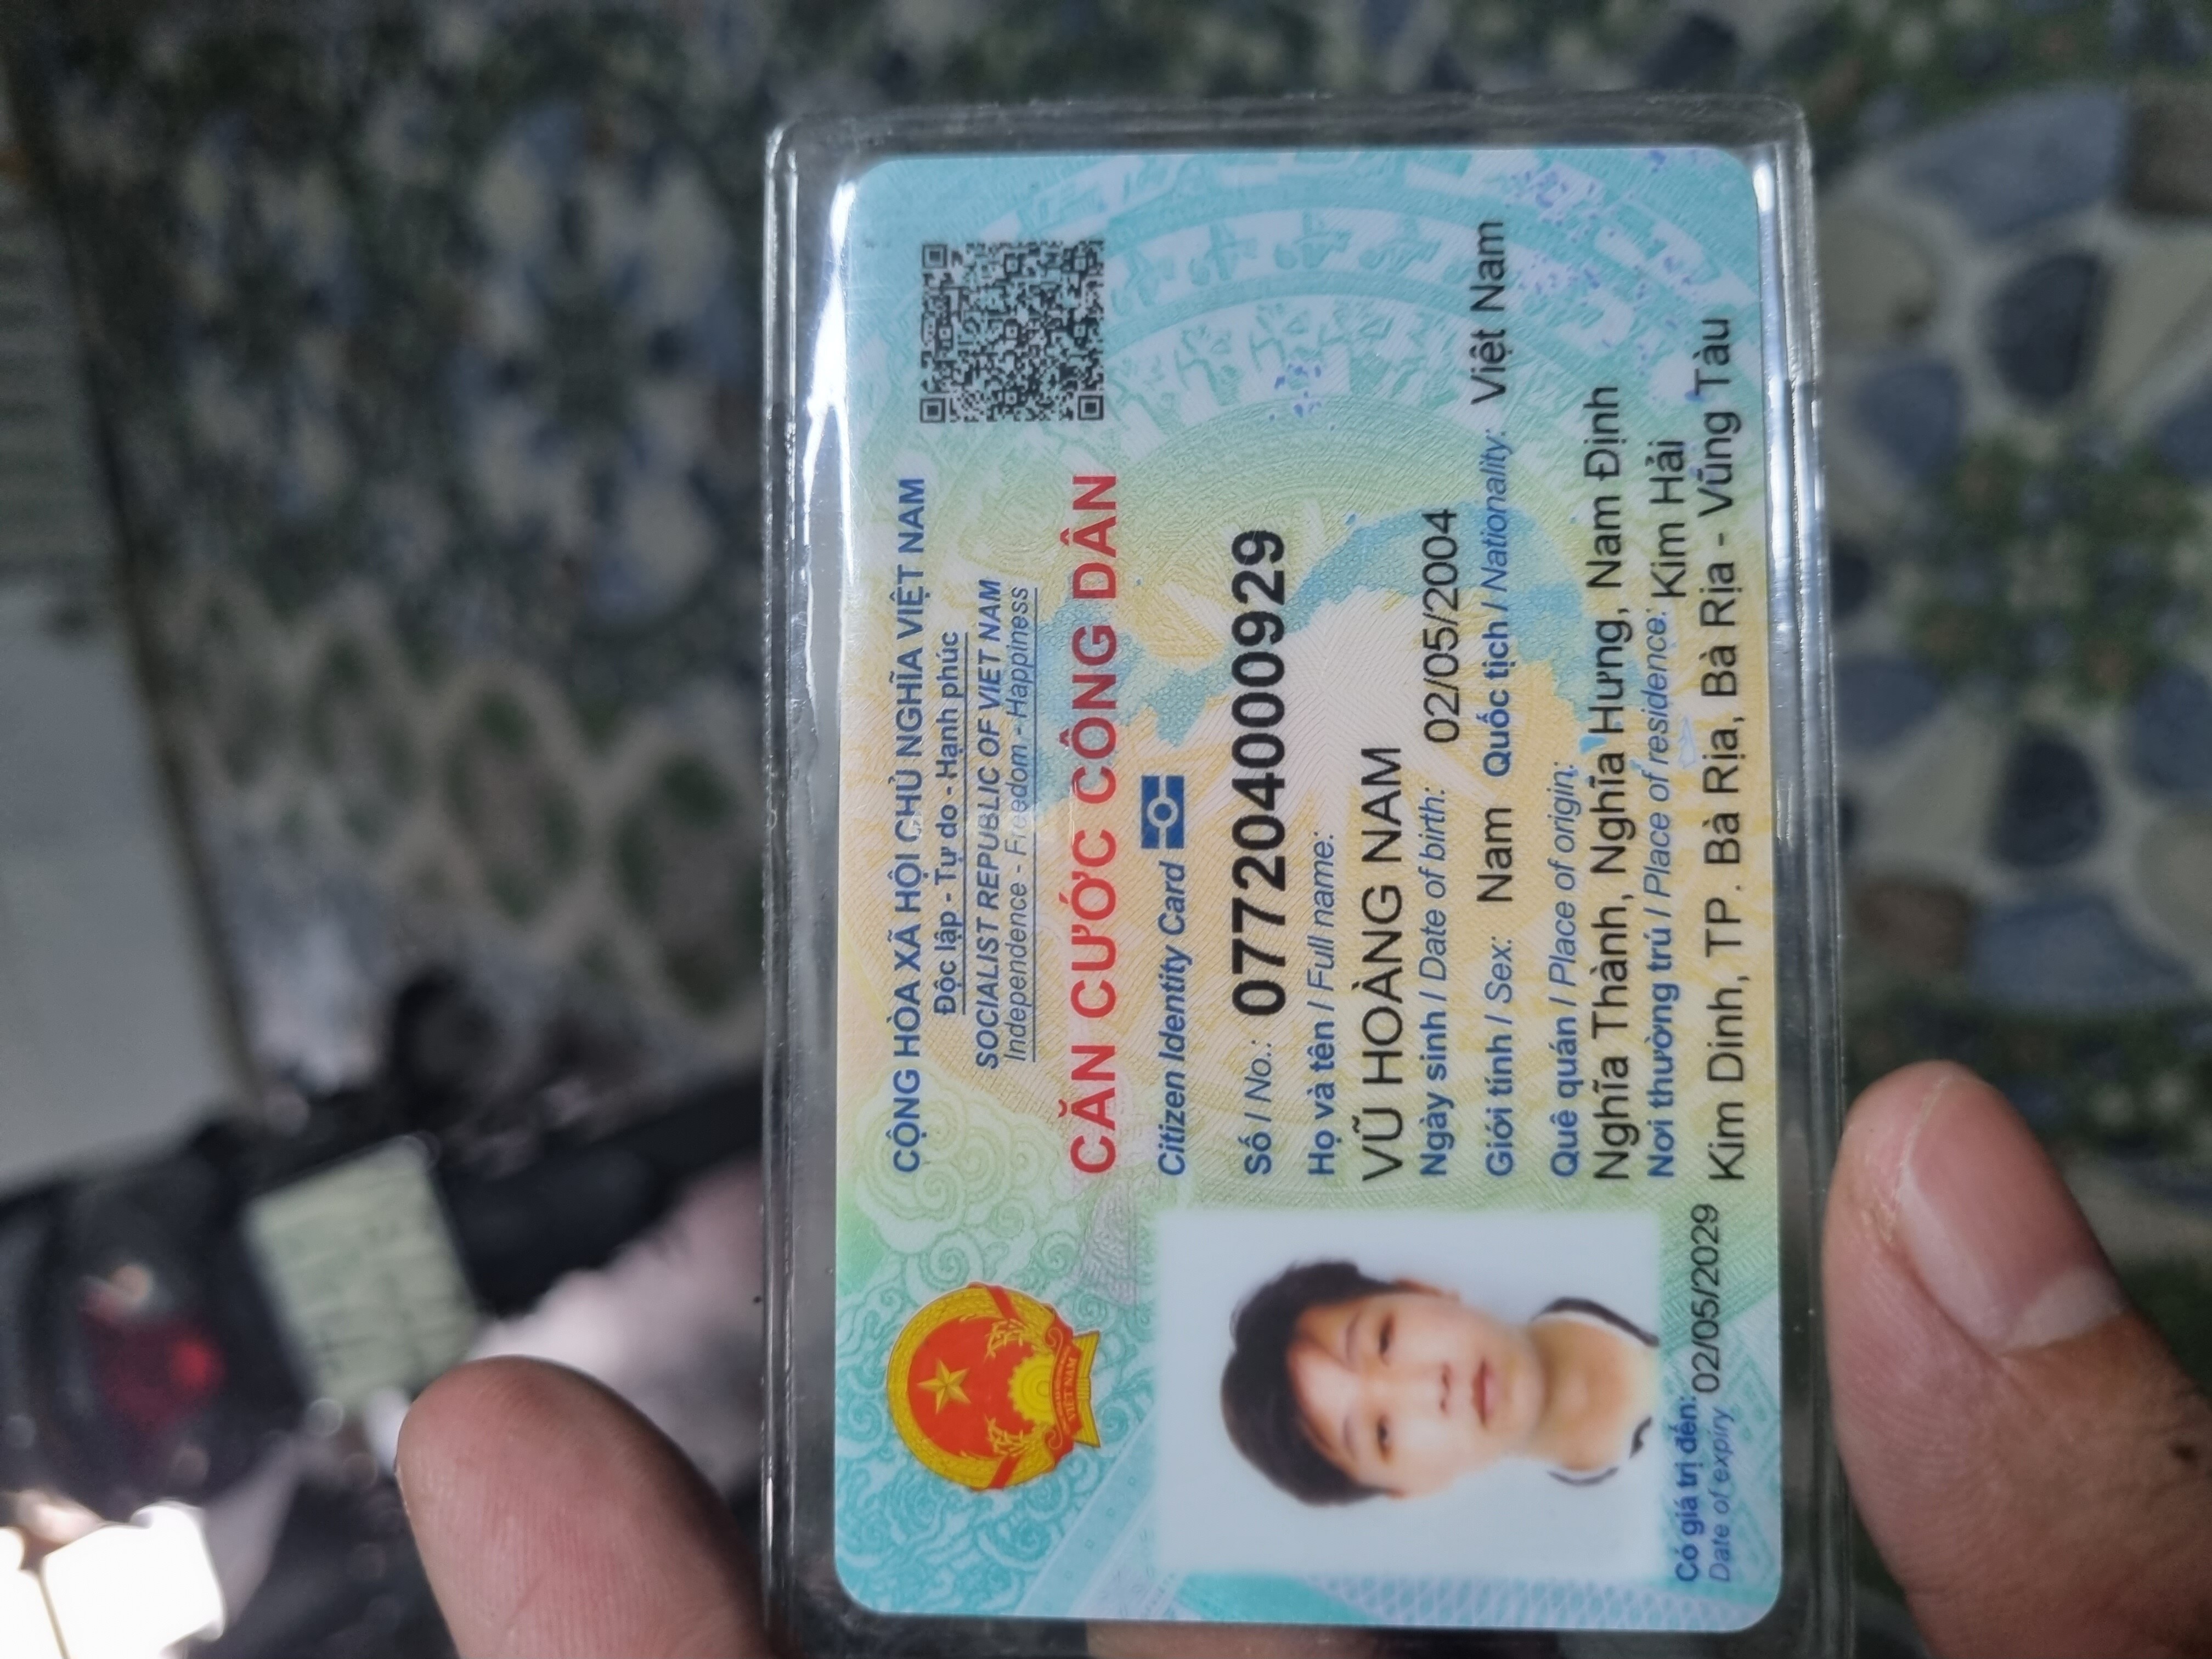 CỘNG HÒA XÃ HỘI CHỦ NGHĨA VIỆT NAM
Độc lập - Tự do - Hạnh phúc
SOCIALIST REPUBLIC OF VIET NAM
Independence - Freedom - Happiness
CĂN CƯỚC CÔNG DÂN
Citizen Identity Card
Số / No.: 077204000929
Họ và tên / Full name:
VŨ HOÀNG NAM
Ngày sinh / Date of birth: 02/05/2004
Giới tính / Sex: Nam Quốc tịch / Nationality: Việt Nam
Quê quán / Place of origin:
Nghĩa Thành, Nghĩa Hưng, Nam Định
Nơi thường trú / Place of residence: Kim Hải
Kim Dinh, TP. Bà Rịa, Bà Rịa - Vũng Tàu
Có giá trị đến: 02/05/2029
Date of expiry
VIỆT NAM